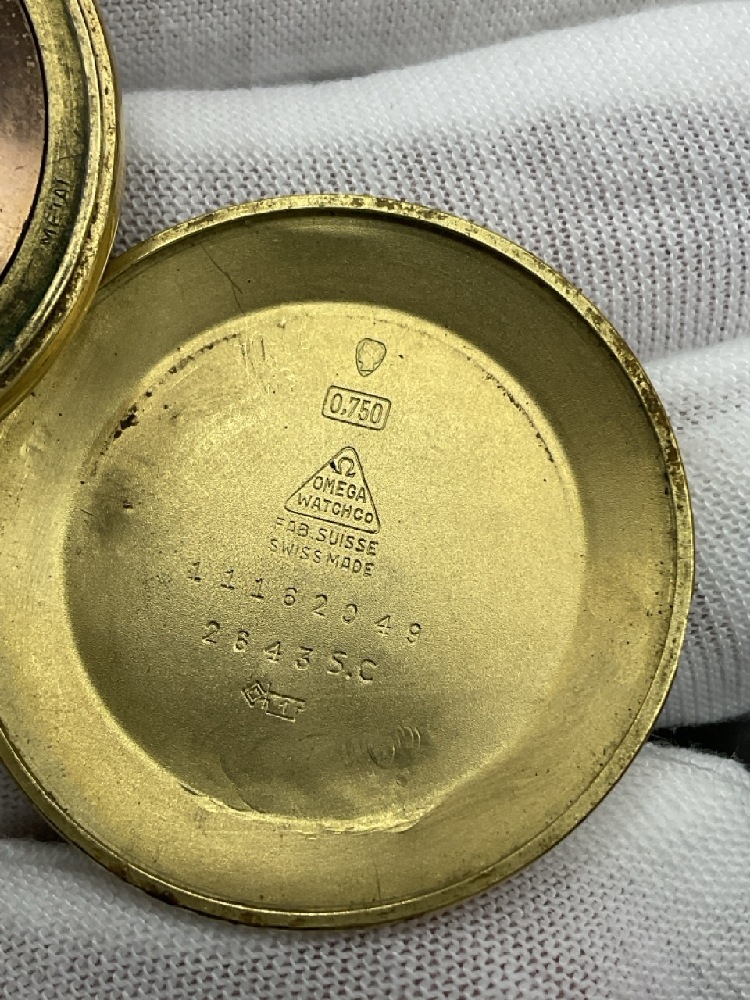 METAL
0,750
Ω
OMEGA
WATCH Co
FAB. SUISSE
SWISS MADE
11162049
2643 S.C